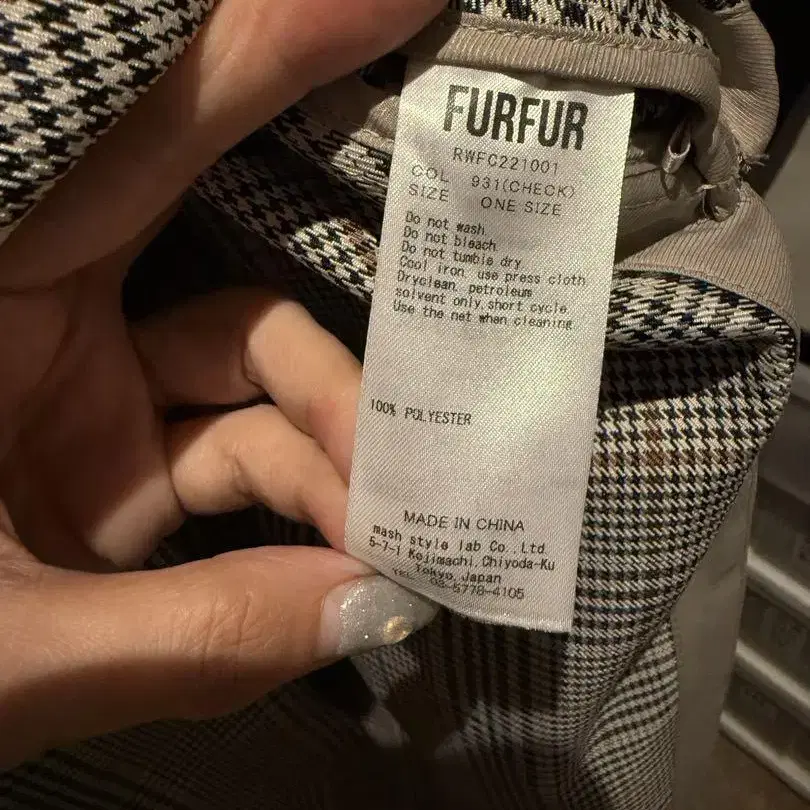 FURFUR
RWFC221001
COL 931(CHECK)
SIZE ONE SIZE
Do not wash
Do not bleach
Do not tumble dry
Cool iron, use press cloth
Dryclean, petroleum
solvent only, short cycle
Use the net when cleaning
100% POLYESTER
MADE IN CHINA
mash style lab Co.,Ltd.
5-7-1 Kojimachi,Chiyoda-Ku
Tokyo,Japan
TEL 03-5778-4105